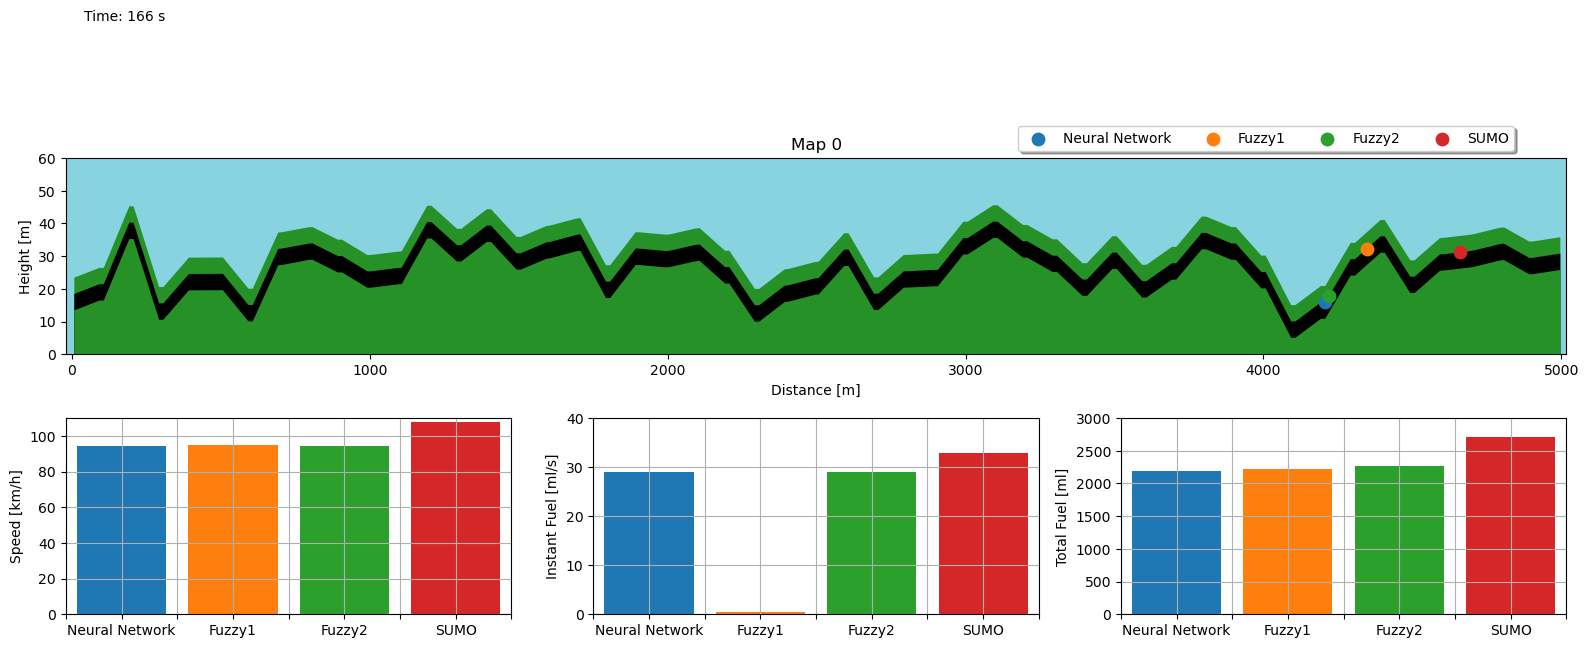 Time: 166 s
Map 0
Neural Network Fuzzy1 Fuzzy2 SUMO
Height [m]
60
50
40
30
20
10
0
0 1000 2000 3000 4000 5000
Distance [m]
Speed [km/h]
100
80
60
40
20
0
Neural Network Fuzzy1 Fuzzy2 SUMO
Instant Fuel [ml/s]
40
30
20
10
0
Neural Network Fuzzy1 Fuzzy2 SUMO
Total Fuel [ml]
3000
2500
2000
1500
1000
500
0
Neural Network Fuzzy1 Fuzzy2 SUMO